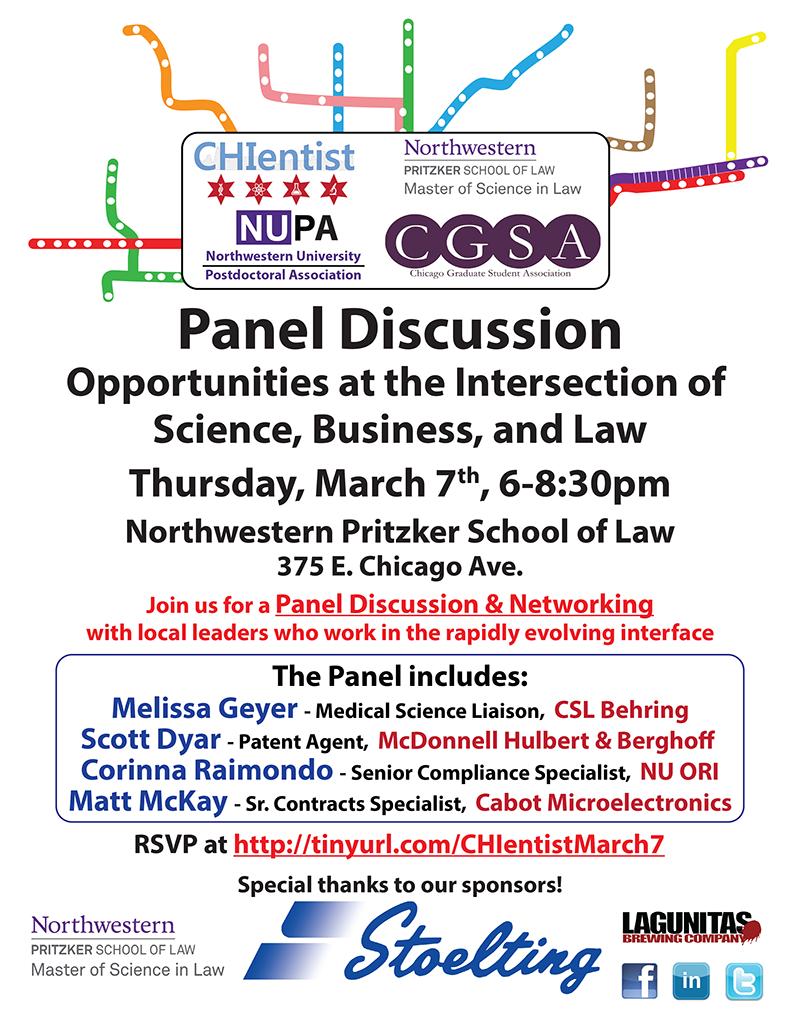 CHIentist
Northwestern
PRITZKER SCHOOL OF LAW
Master of Science in Law
NUPA
Northwestern University
Postdoctoral Association
CGSA
Chicago Graduate Student Association
Panel Discussion
Opportunities at the Intersection of
Science, Business, and Law
Thursday, March 7th, 6-8:30pm
Northwestern Pritzker School of Law
375 E. Chicago Ave.
Join us for a Panel Discussion & Networking
with local leaders who work in the rapidly evolving interface
The Panel includes:
Melissa Geyer - Medical Science Liaison, CSL Behring
Scott Dyar - Patent Agent, McDonnell Hulbert & Berghoff
Corinna Raimondo - Senior Compliance Specialist, NU ORI
Matt McKay - Sr. Contracts Specialist, Cabot Microelectronics
RSVP at http://tinyurl.com/CHIentistMarch7
Special thanks to our sponsors!
Northwestern
PRITZKER SCHOOL OF LAW
Master of Science in Law
Stoelting
LAGUNITAS
BREWING COMPANY
f in t